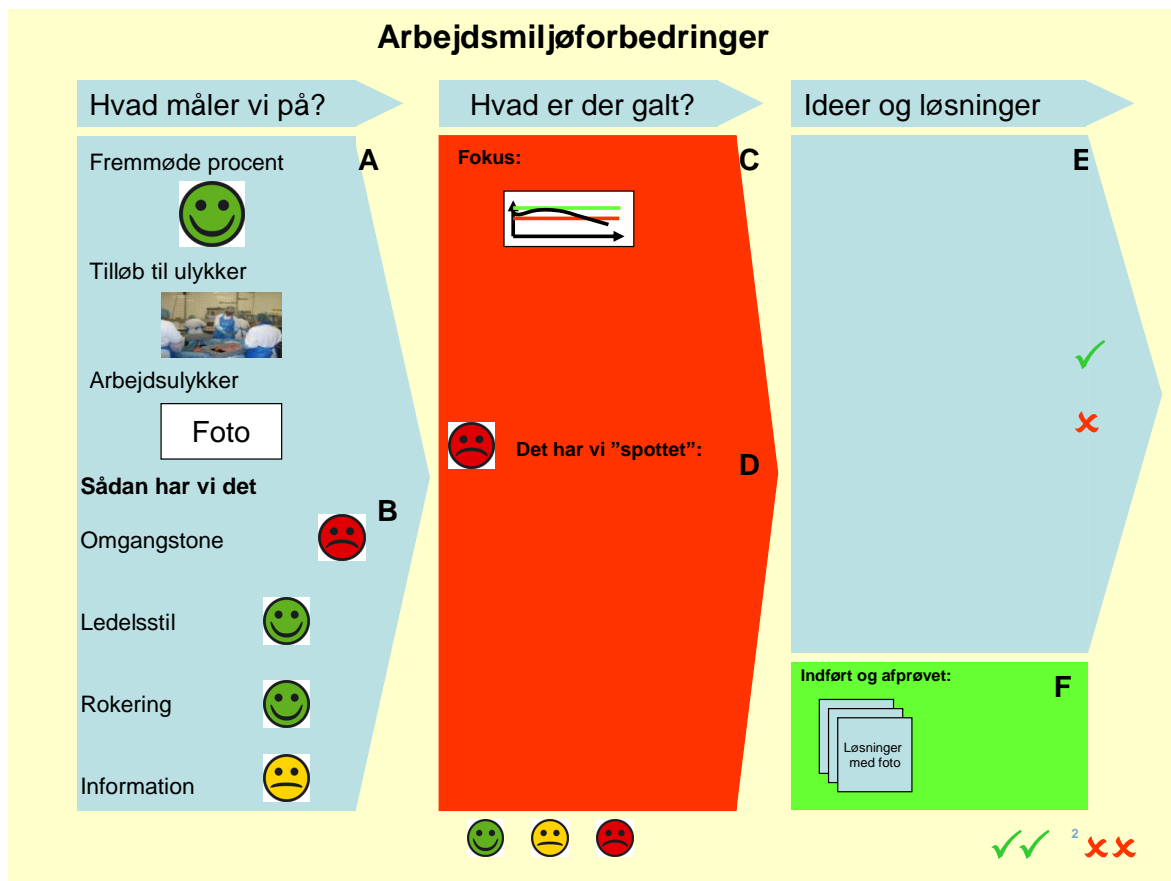 Arbejdsmiljøforbedringer
Hvad måler vi på?
Fremmøde procent
A
Tilløb til ulykker
Arbejdsulykker
Foto
Sådan har vi det
B
Omgangstone
Ledelsstil
Rokering
Information
Hvad er der galt?
Fokus:
C
Det har vi ”spottet”:
D
Ideer og løsninger
E
Indført og afprøvet:
F
Løsninger
med foto
2